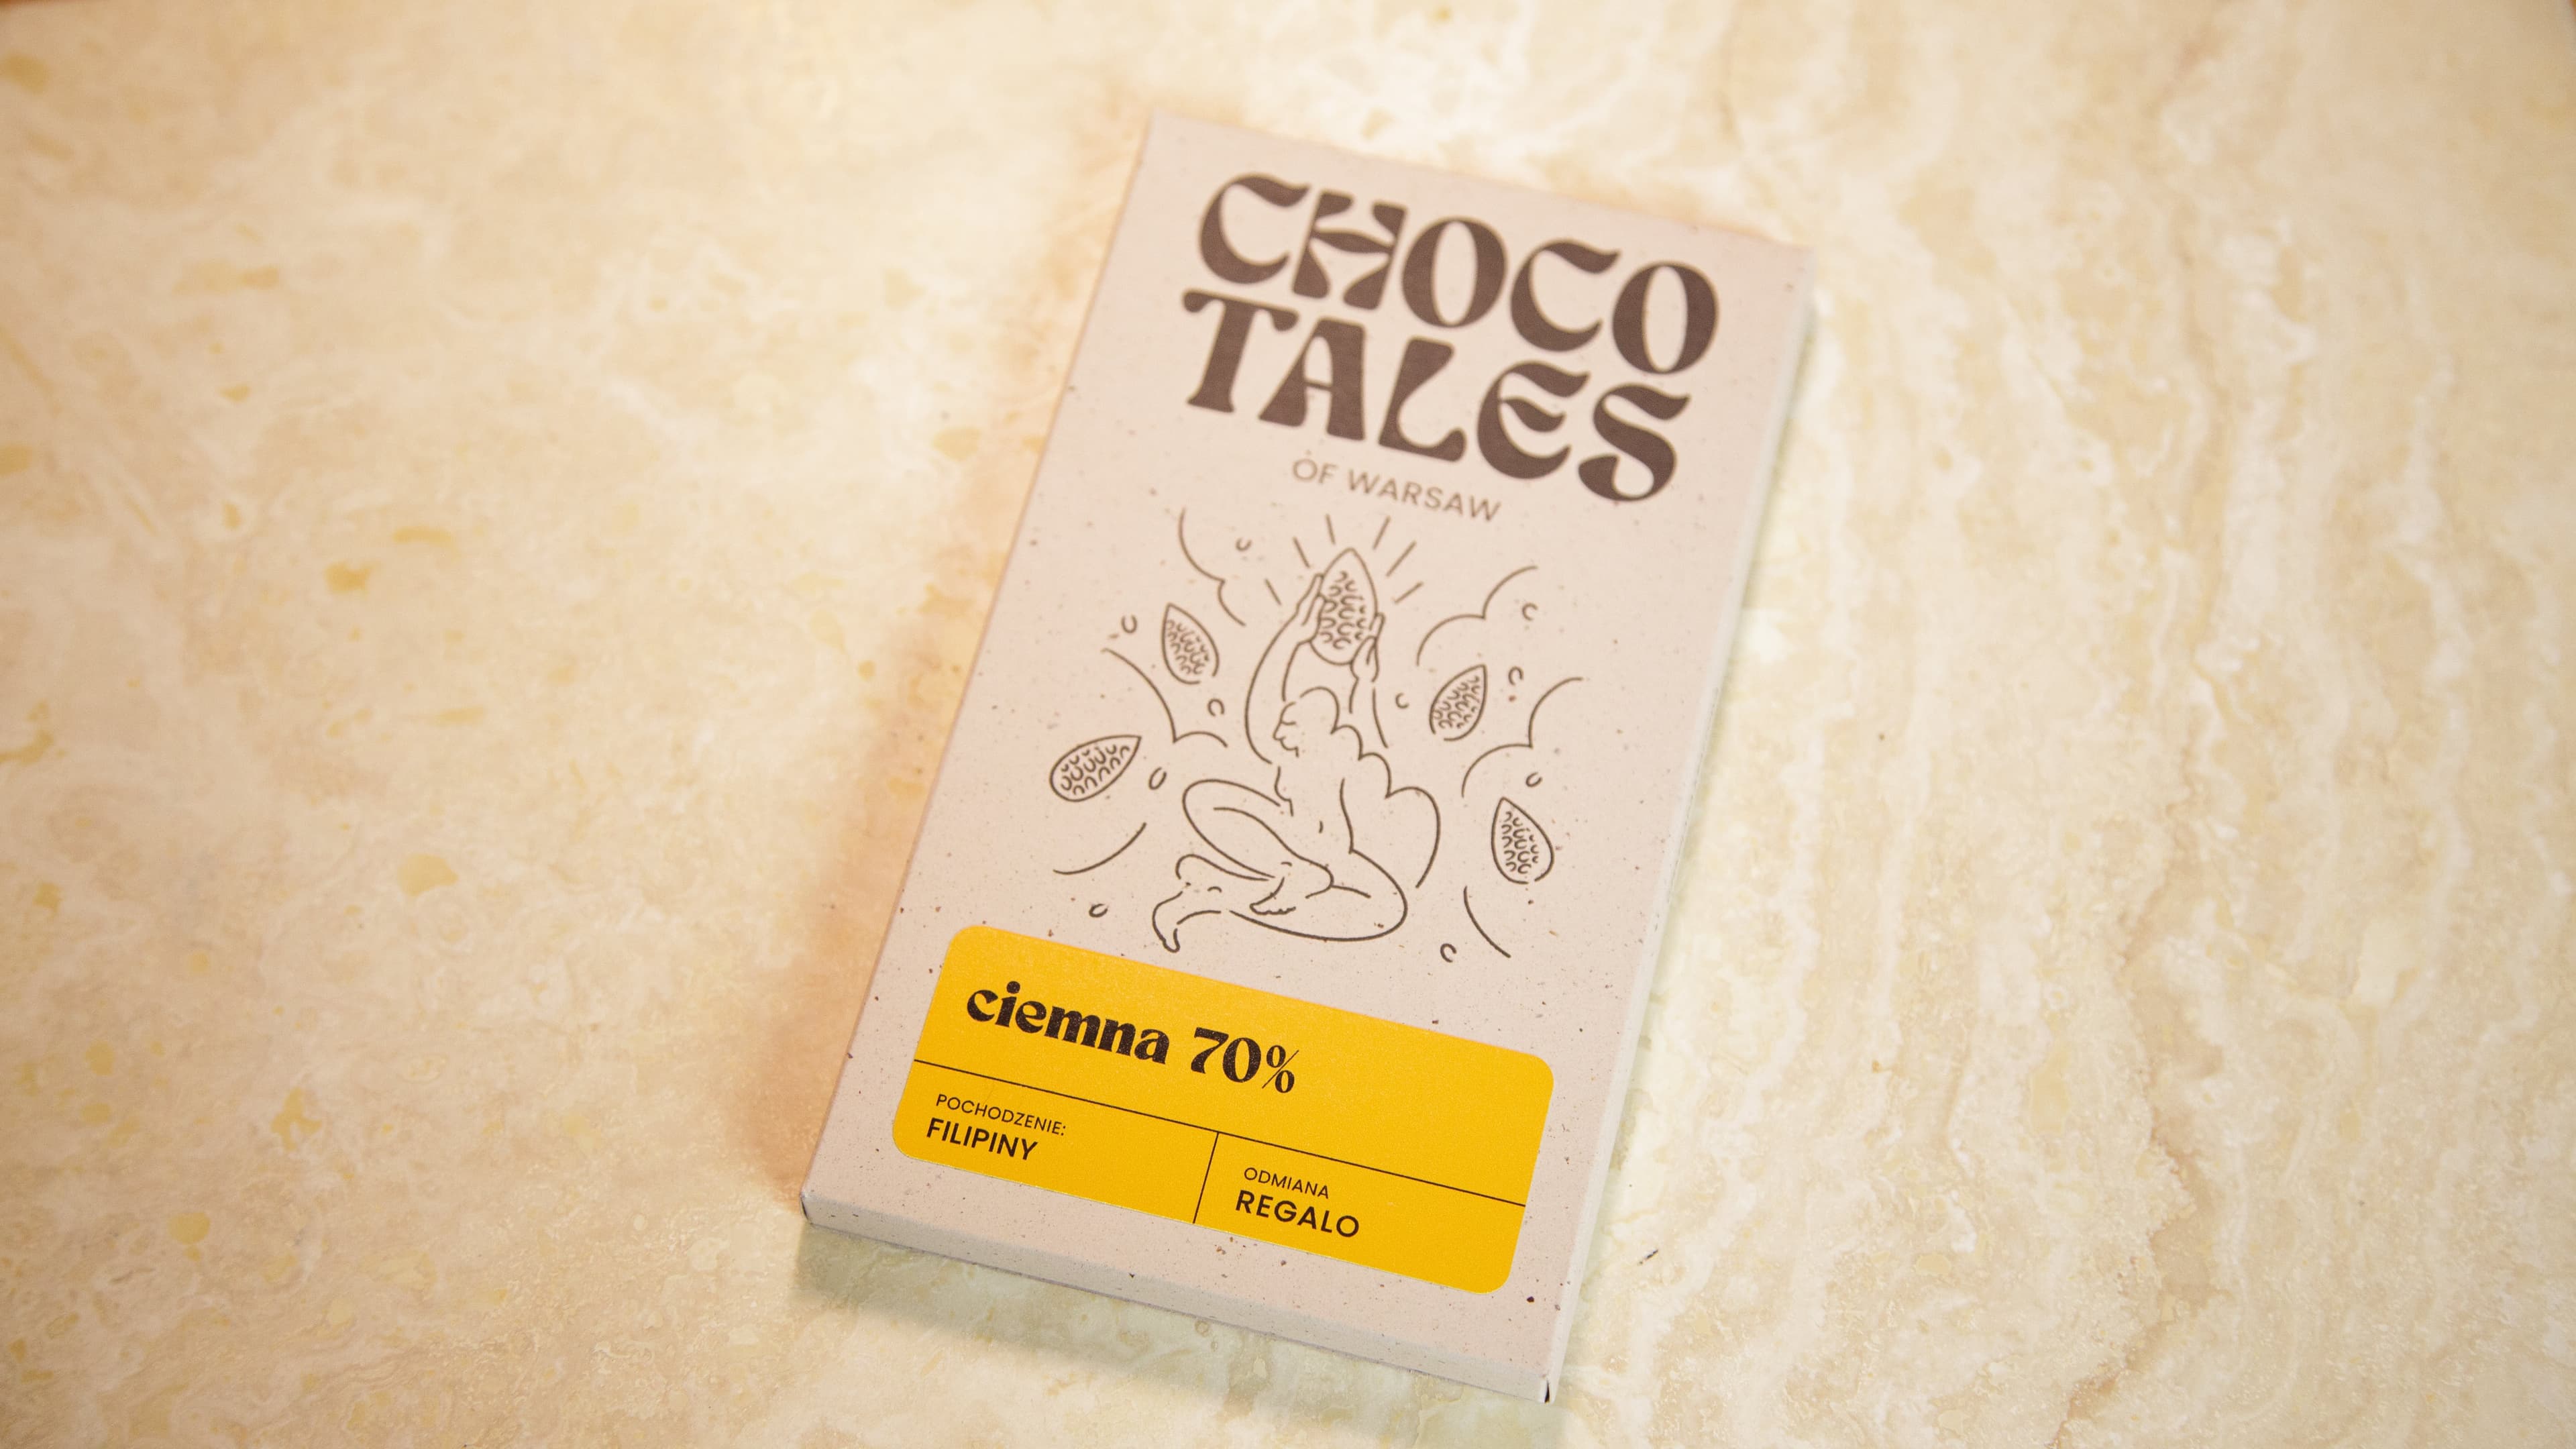 CHOCO
TALES
OF WARSAW
ciemna 70%
POCHODZENIE:
FILIPINY
ODMIANA
REGALO